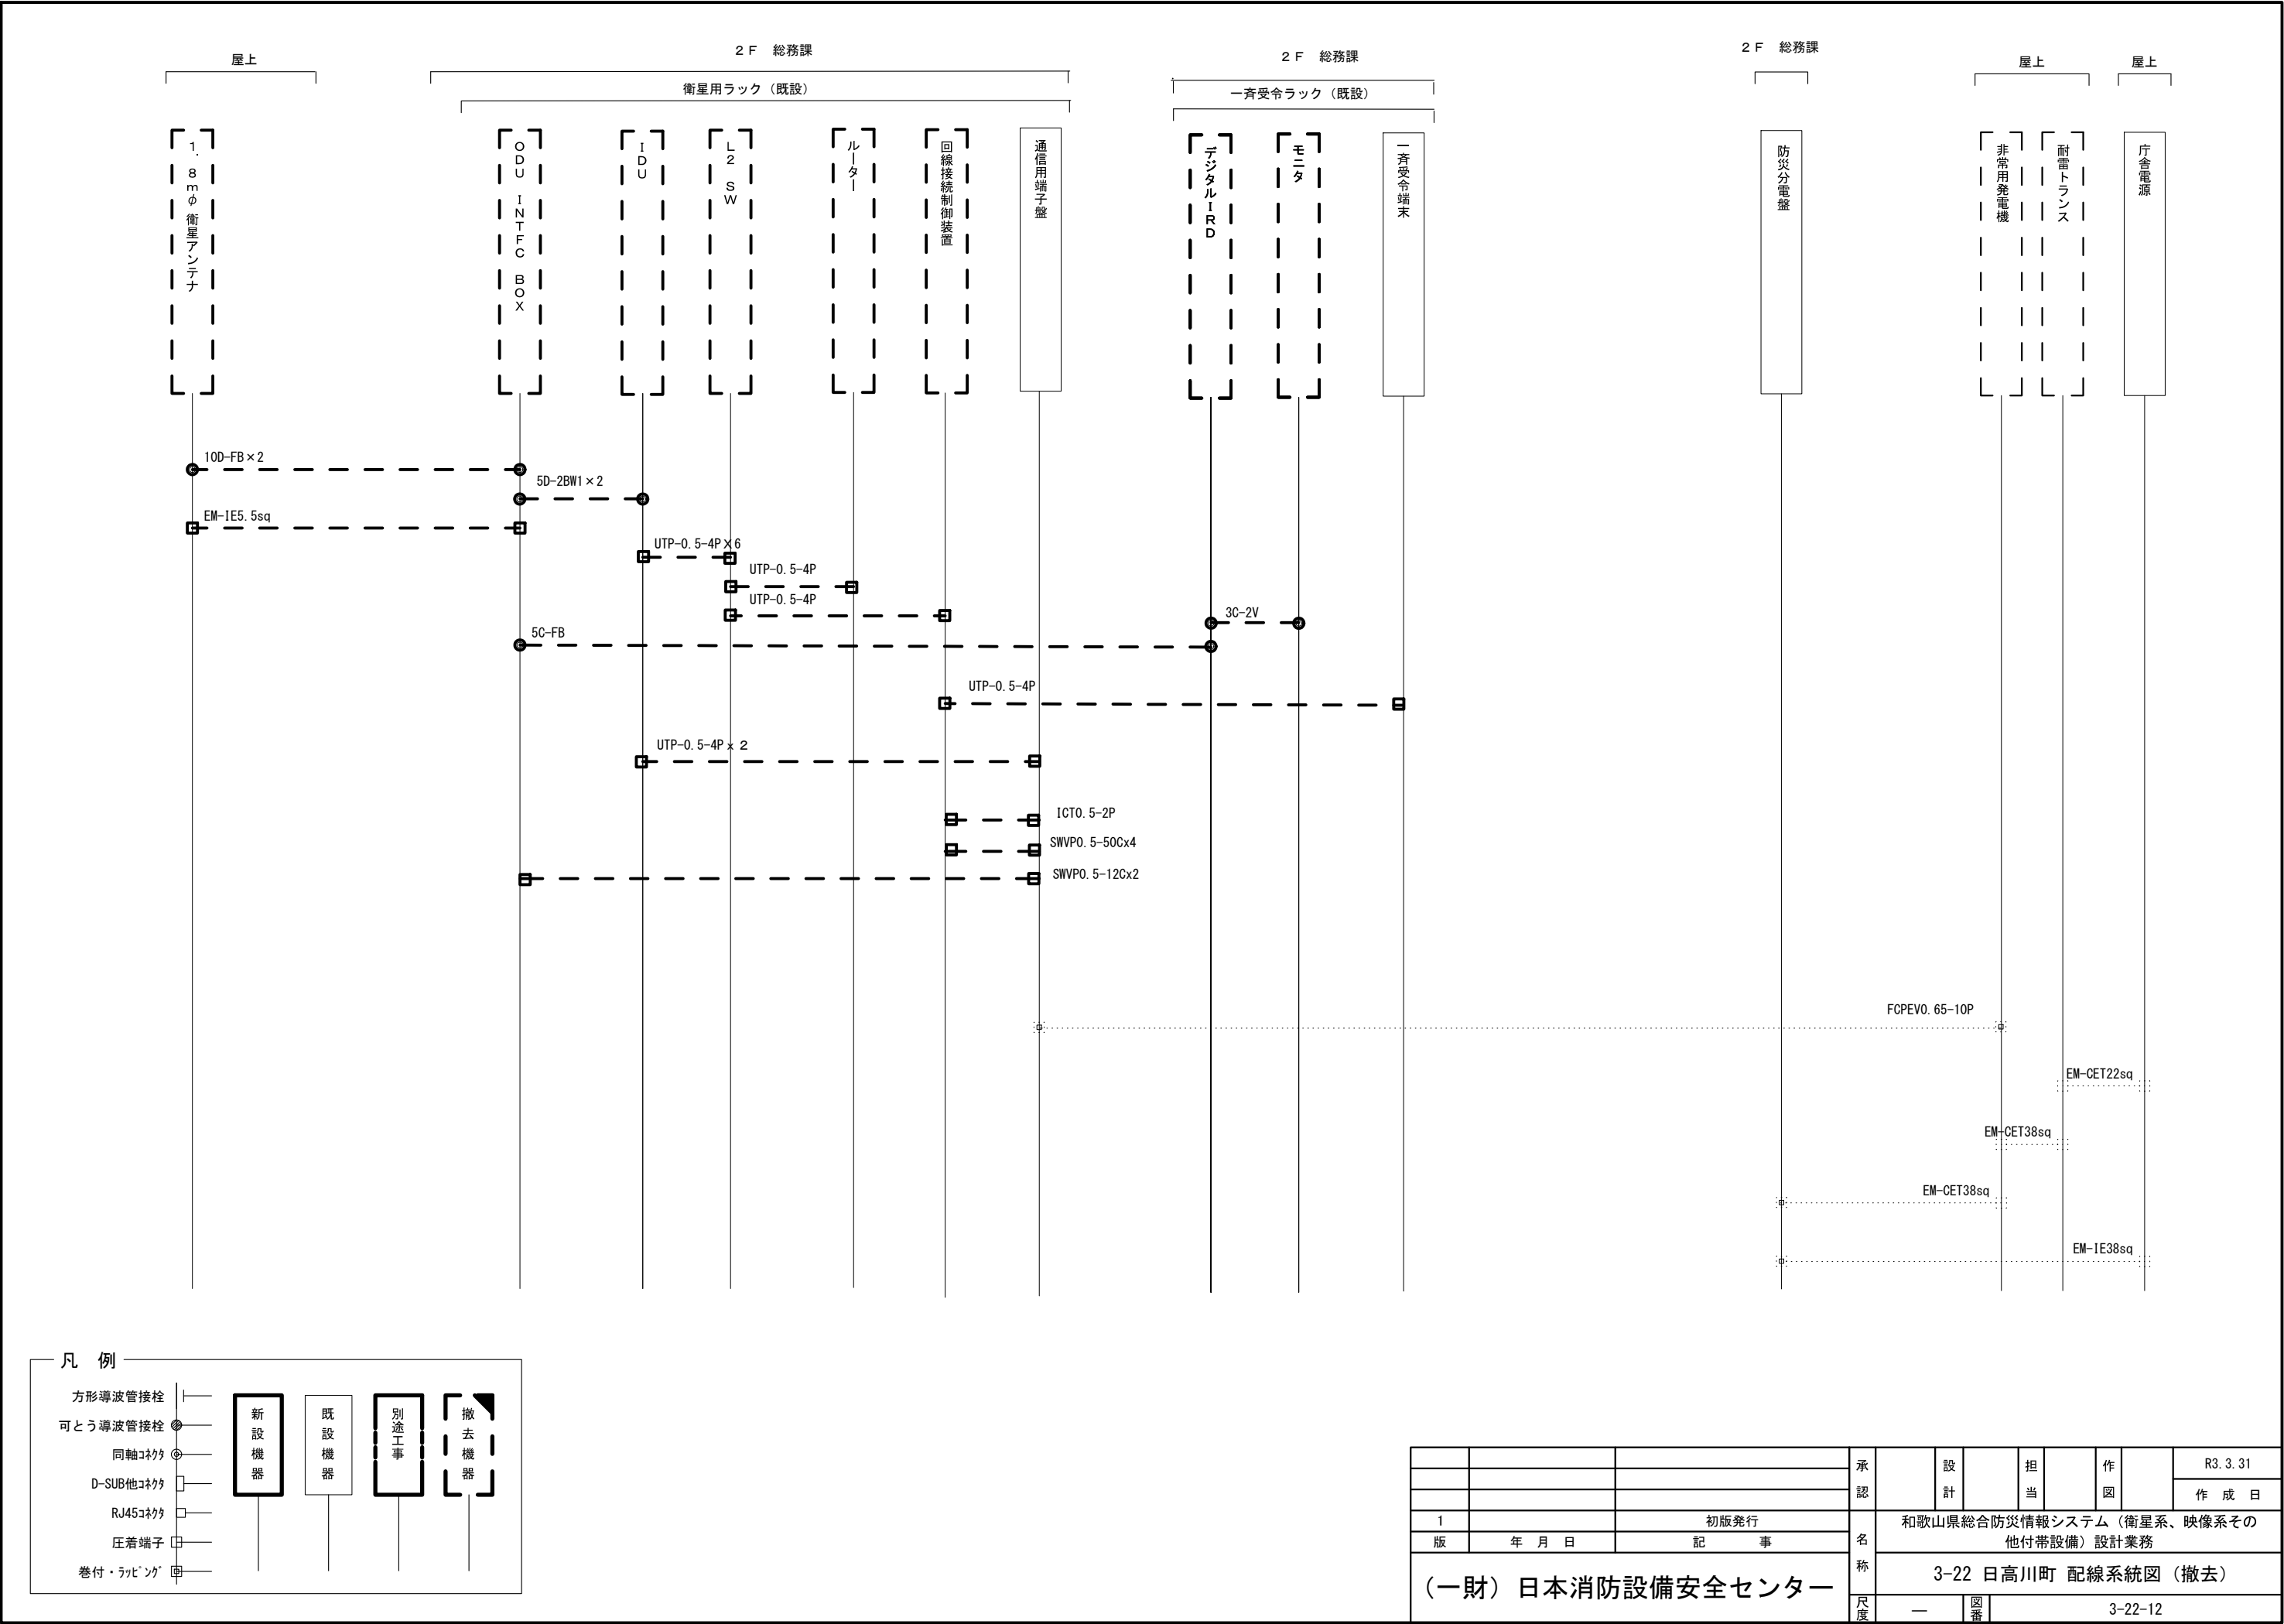 屋上
２Ｆ　総務課
２Ｆ　総務課
２Ｆ　総務課
屋上
屋上
衛星用ラック（既設）
一斉受令ラック（既設）
１．８ｍφ 衛星アンテナ
ＯＤＵ　ＩＮＴＦＣ　ＢＯＸ
ＩＤＵ
Ｌ２　ＳＷ
ルーター
回線接続制御装置
通信用端子盤
デジタルＩＲＤ
モニタ
一斉受令端末
防災分電盤
非常用発電機
耐雷トランス
庁舎電源
10D-FB×2
5D-2BW1×2
EM-IE5.5sq
UTP-0.5-4P×6
UTP-0.5-4P
UTP-0.5-4P
3C-2V
5C-FB
UTP-0.5-4P
UTP-0.5-4P x 2
ICT0.5-2P
SWVP0.5-50Cx4
SWVP0.5-12Cx2
FCPEV0.65-10P
EM-CET22sq
EM-CET38sq
EM-CET38sq
EM-IE38sq
凡　例
方形導波管接栓
可とう導波管接栓
同軸ｺﾈｸﾀ
D-SUB他ｺﾈｸﾀ
RJ45ｺﾈｸﾀ
圧着端子
巻付・ﾗｯﾋﾟﾝｸﾞ
新設機器
既設機器
別途工事
撤去機器
承認
設計
担当
作図
R3.3.31
作　成　日
1　初版発行
版　年　月　日　記　事
名称
和歌山県総合防災情報システム（衛星系、映像系その
他付帯設備）設計業務
3-22 日高川町 配線系統図（撤去）
（一財）日本消防設備安全センター
尺度
―
図番
3-22-12